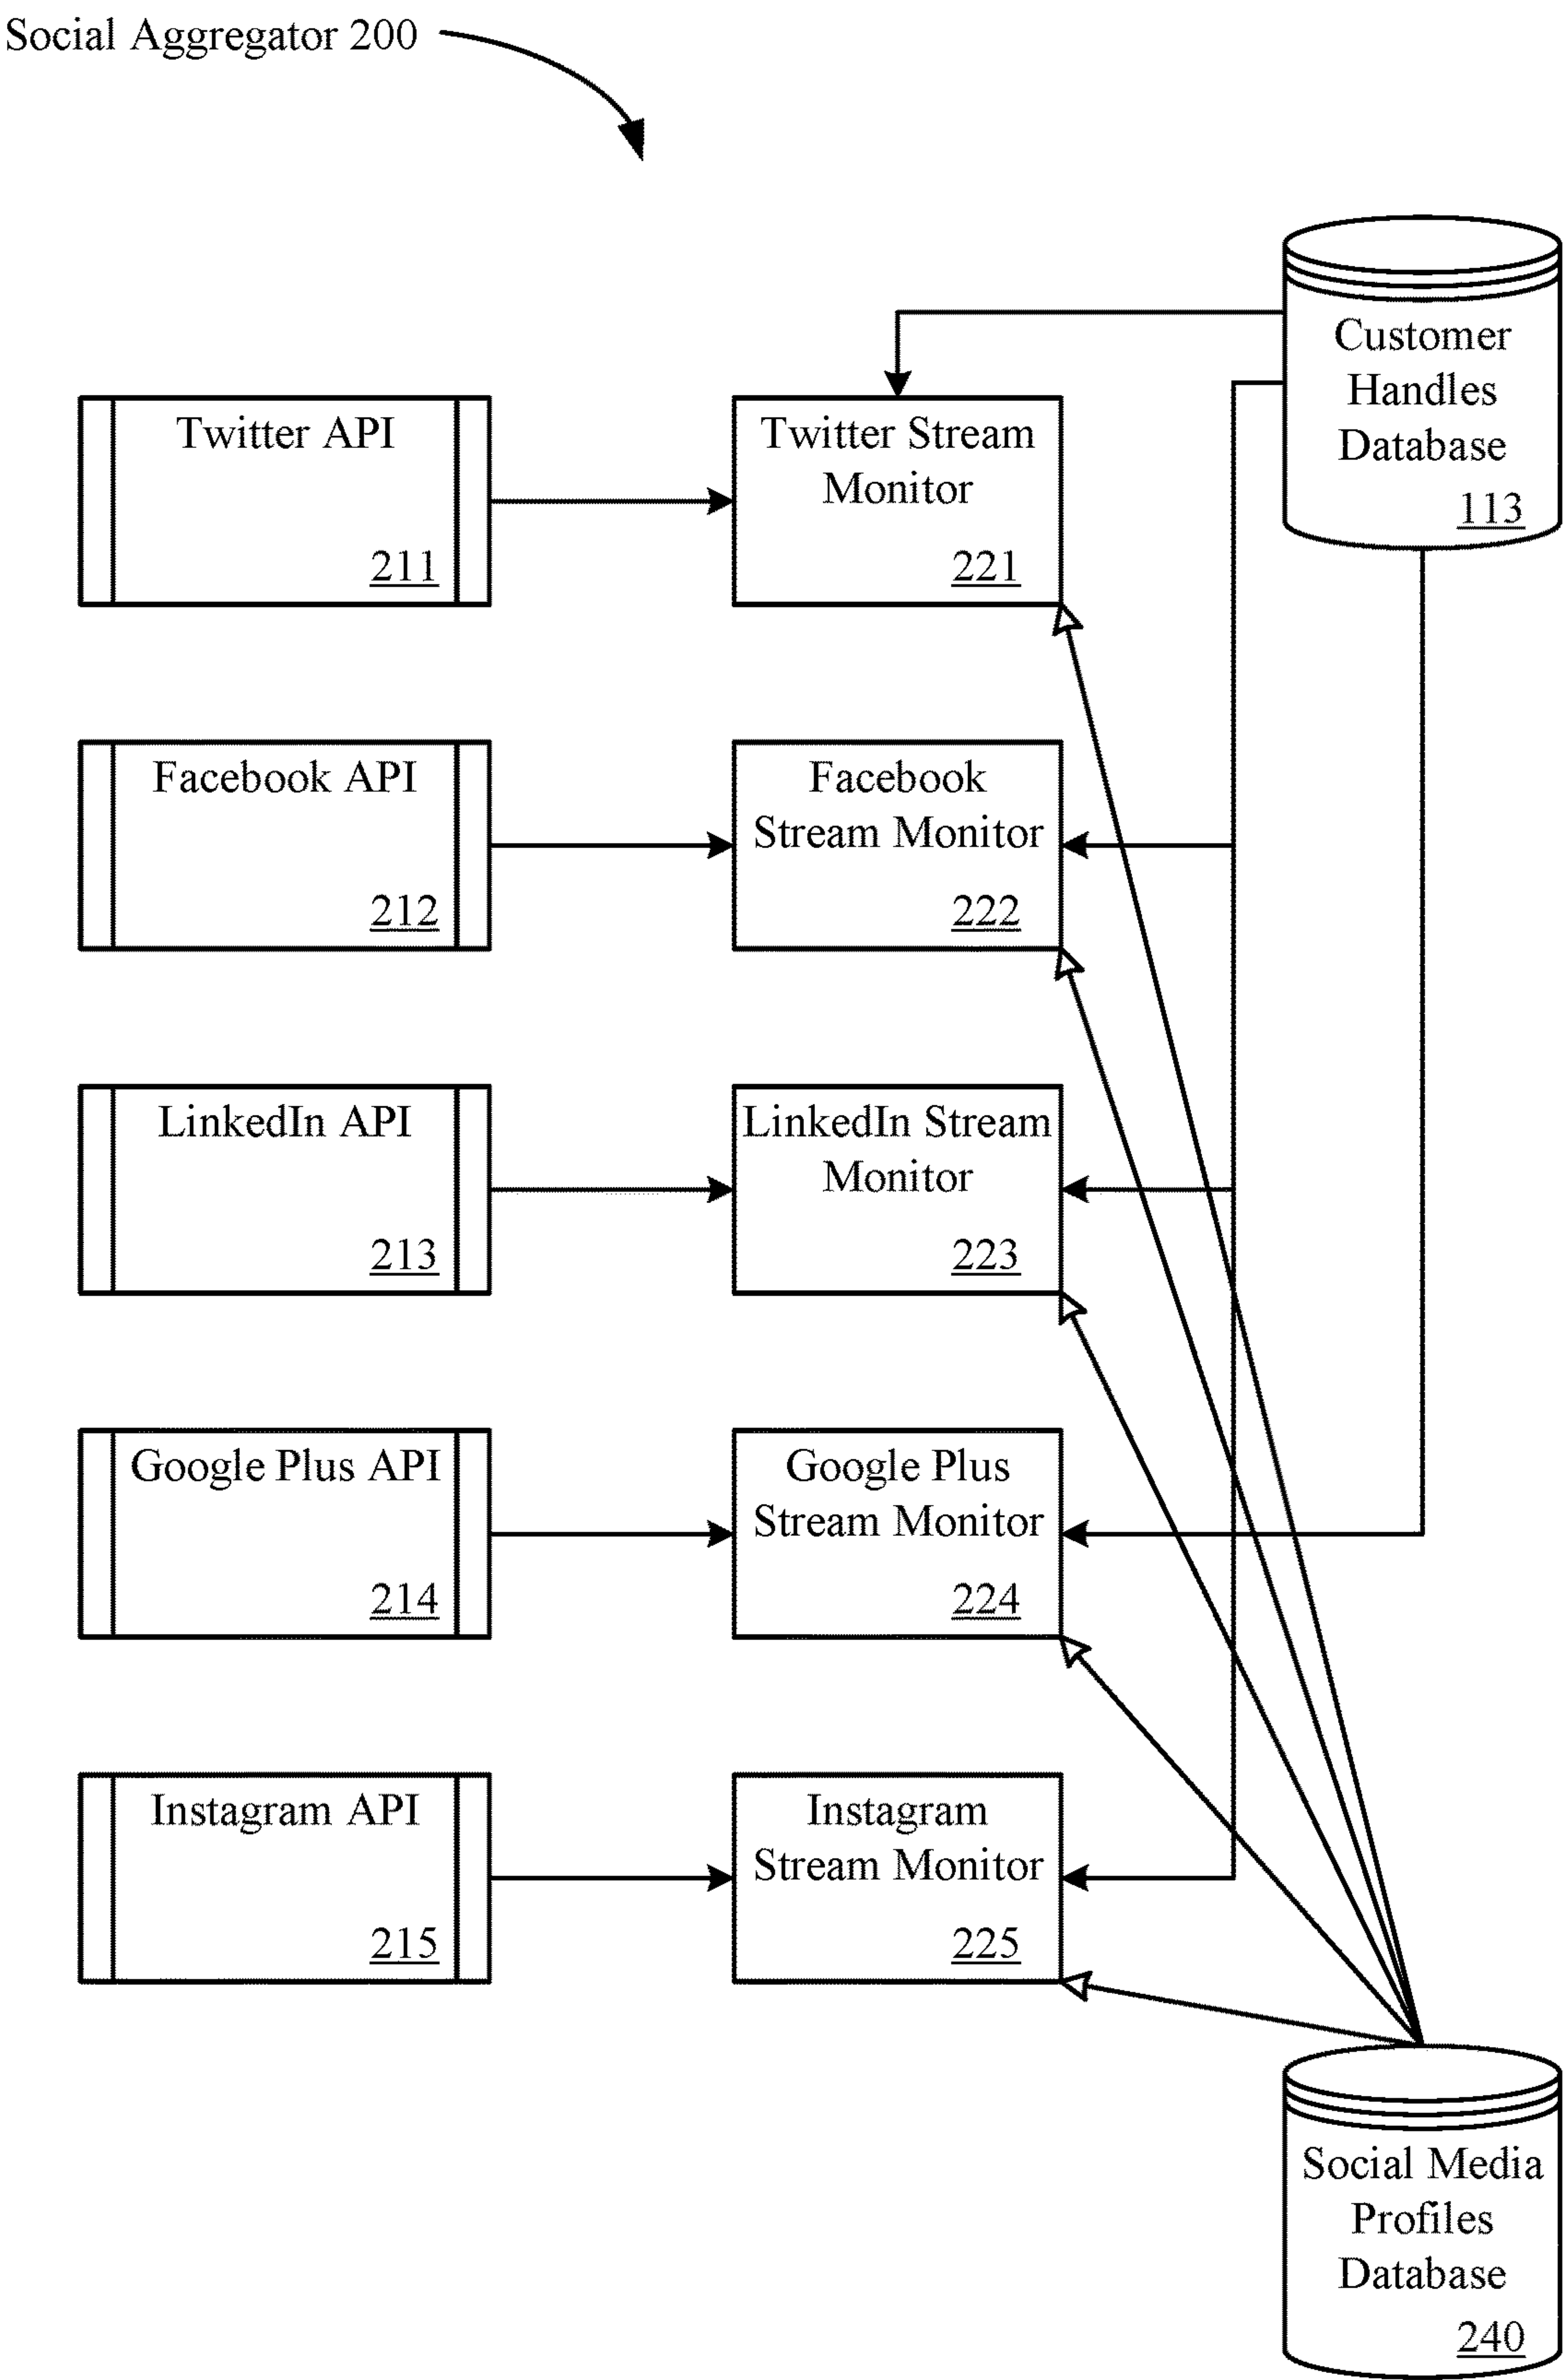 Social Aggregator 200
Customer
Handles
Database
113
Twitter API
211
Twitter Stream
Monitor
221
Facebook API
212
Facebook
Stream Monitor
222
LinkedIn API
213
LinkedIn Stream
Monitor
223
Google Plus API
214
Google Plus
Stream Monitor
224
Instagram API
215
Instagram
Stream Monitor
225
Social Media
Profiles
Database
240